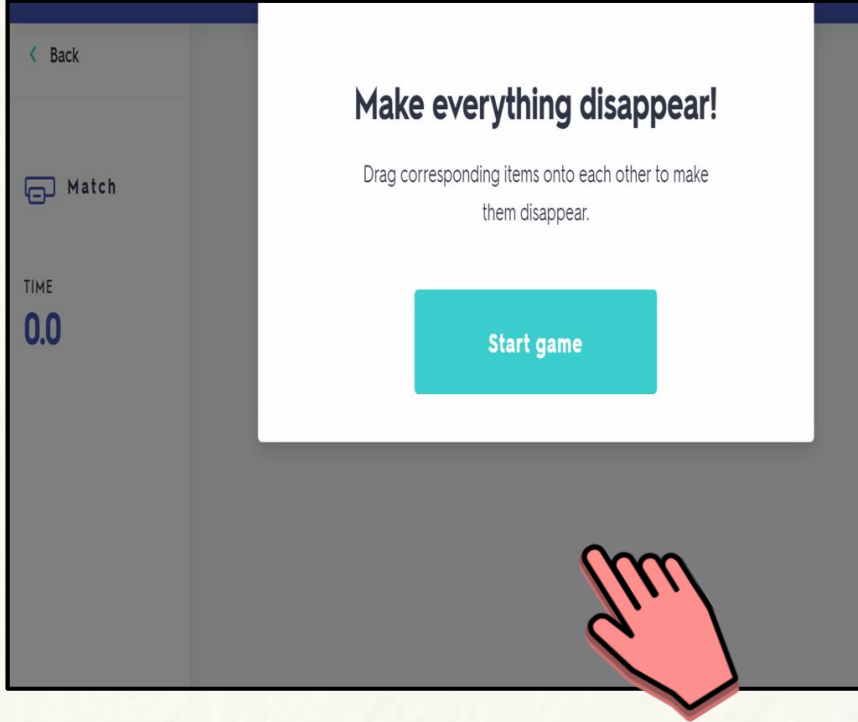 Back
Match
TIME
0.0
Make everything disappear!
Drag corresponding items onto each other to make
them disappear.
Start game